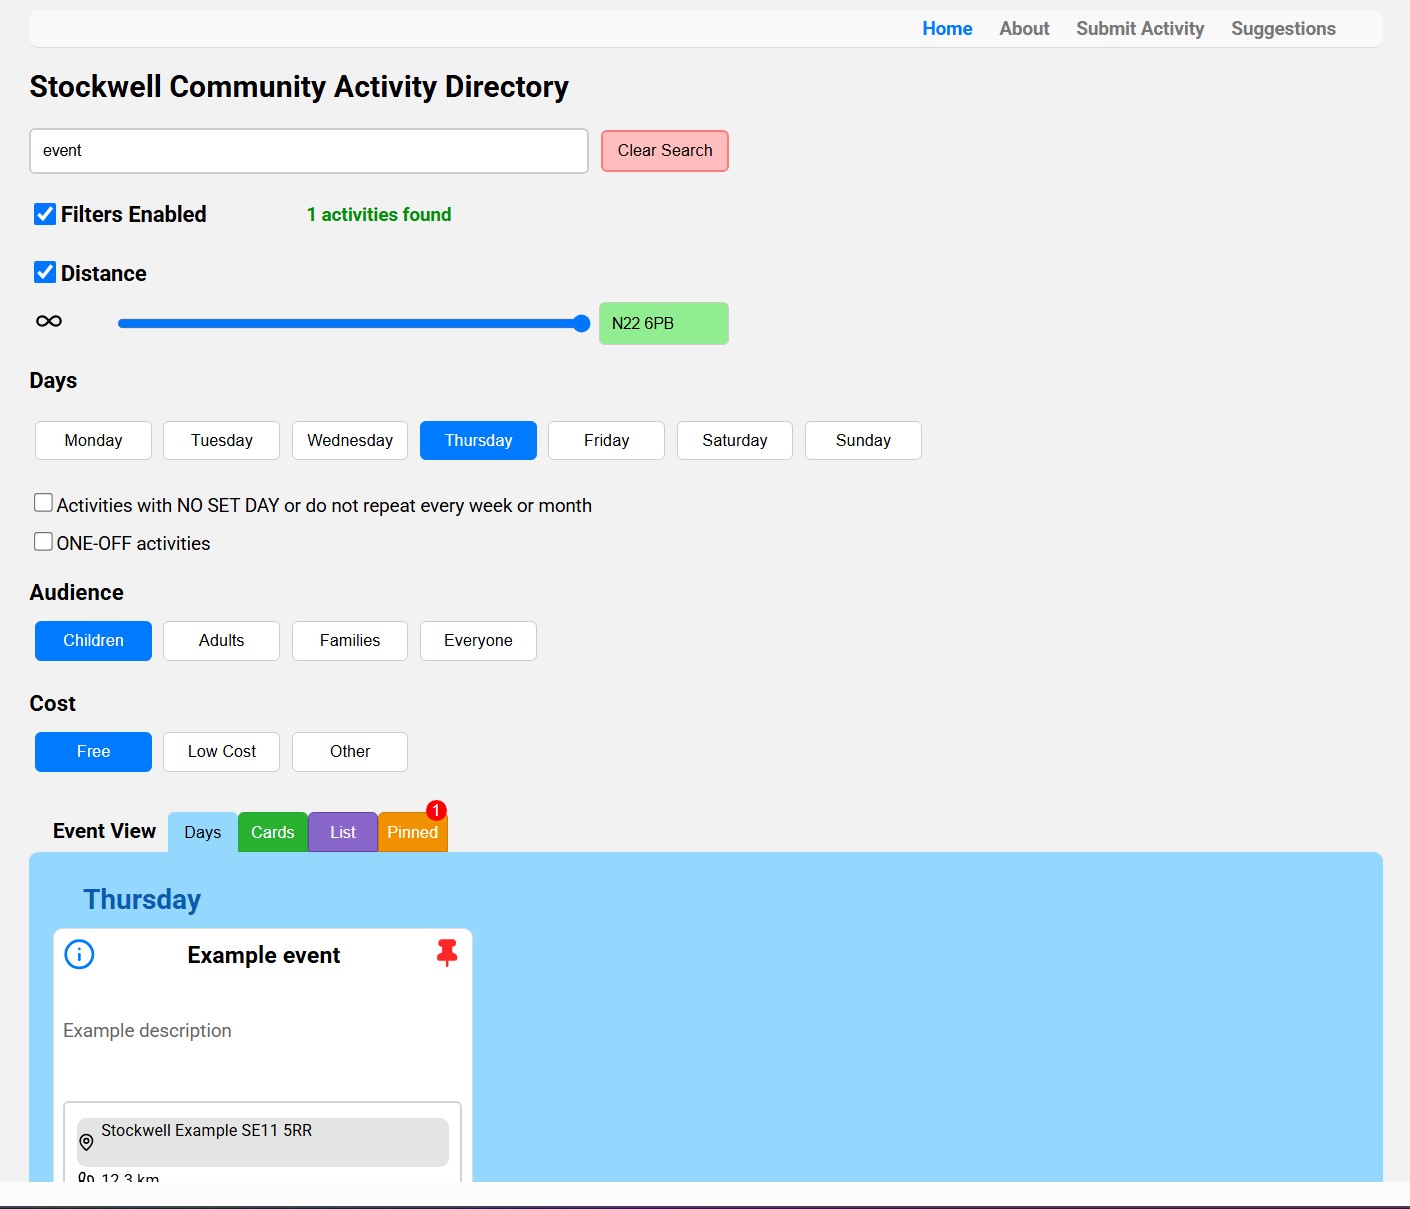 Home About Submit Activity Suggestions
Stockwell Community Activity Directory
event Clear Search
Filters Enabled 1 activities found
Distance
∞ N22 6PB
Days
Monday Tuesday Wednesday Thursday Friday Saturday Sunday
Activities with NO SET DAY or do not repeat every week or month
ONE-OFF activities
Audience
Children Adults Families Everyone
Cost
Free Low Cost Other
1
Event View Days Cards List Pinned
Thursday
Example event
Example description
Stockwell Example SE11 5RR
12.3 km